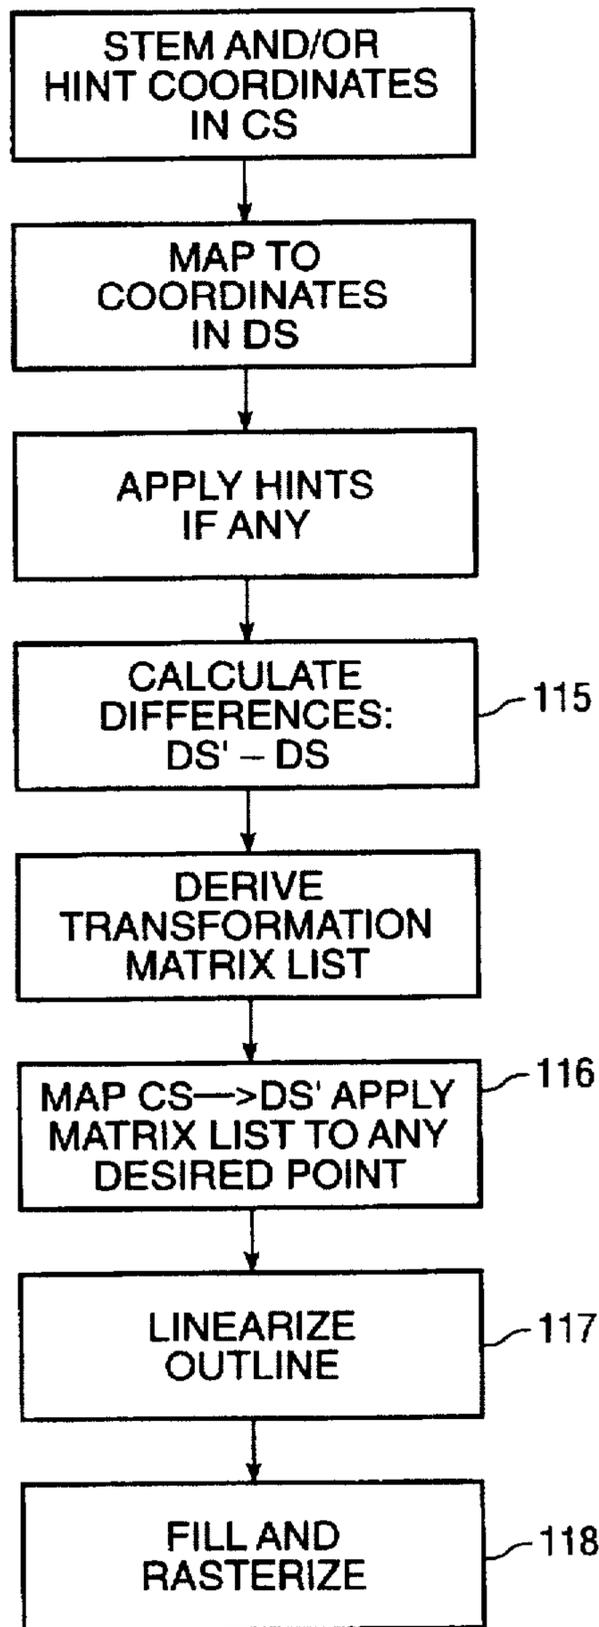 STEM AND/OR
HINT COORDINATES
IN CS
MAP TO
COORDINATES
IN DS
APPLY HINTS
IF ANY
CALCULATE
DIFFERENCES:
DS' – DS
115
DERIVE
TRANSFORMATION
MATRIX LIST
MAP CS—>DS' APPLY
MATRIX LIST TO ANY
DESIRED POINT
116
LINEARIZE
OUTLINE
117
FILL AND
RASTERIZE
118